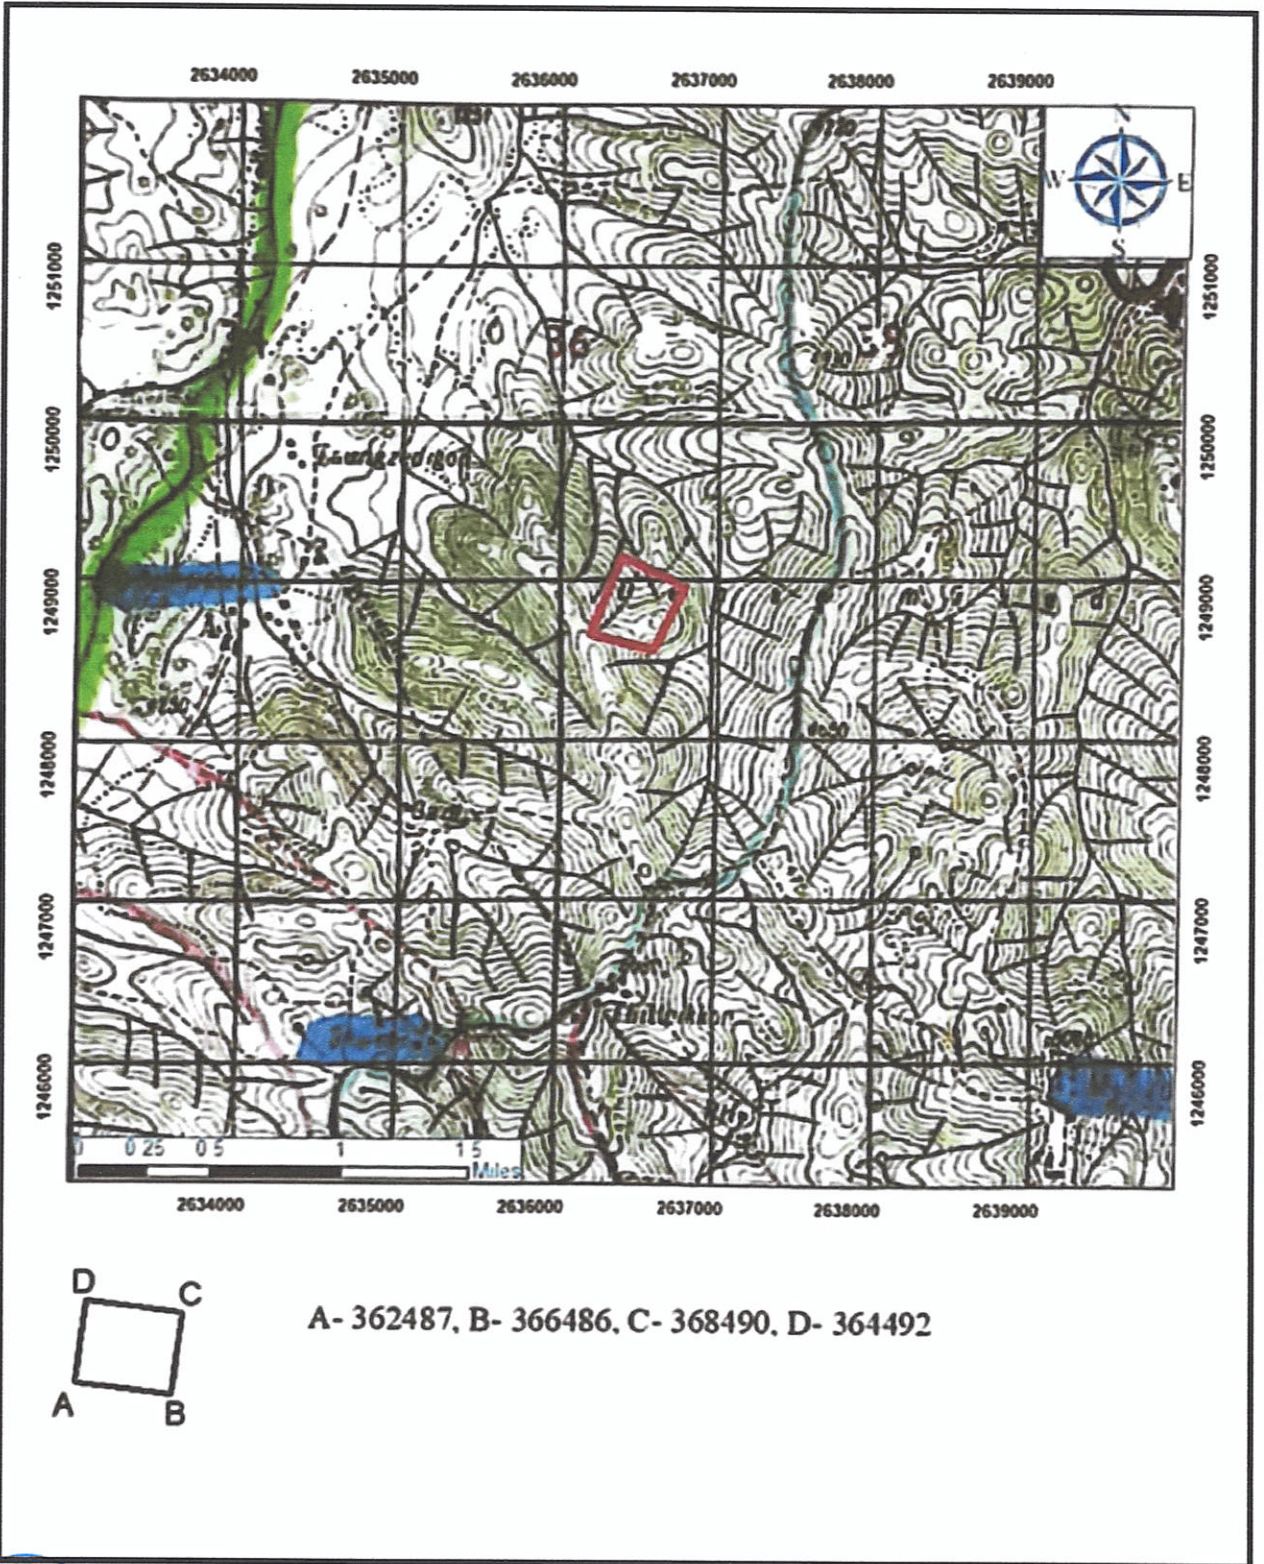 2634000 2635000 2636000 2637000 2638000 2639000
N
W E
S
1251000 1251000
1250000 1250000
1249000 1249000
1248000 1248000
1247000 1247000
1246000 1246000
0 0 25 0 5 1 1 5
Miles
2634000 2635000 2636000 2637000 2638000 2639000
D
C
A- 362487, B- 366486, C- 368490, D- 364492
A
B